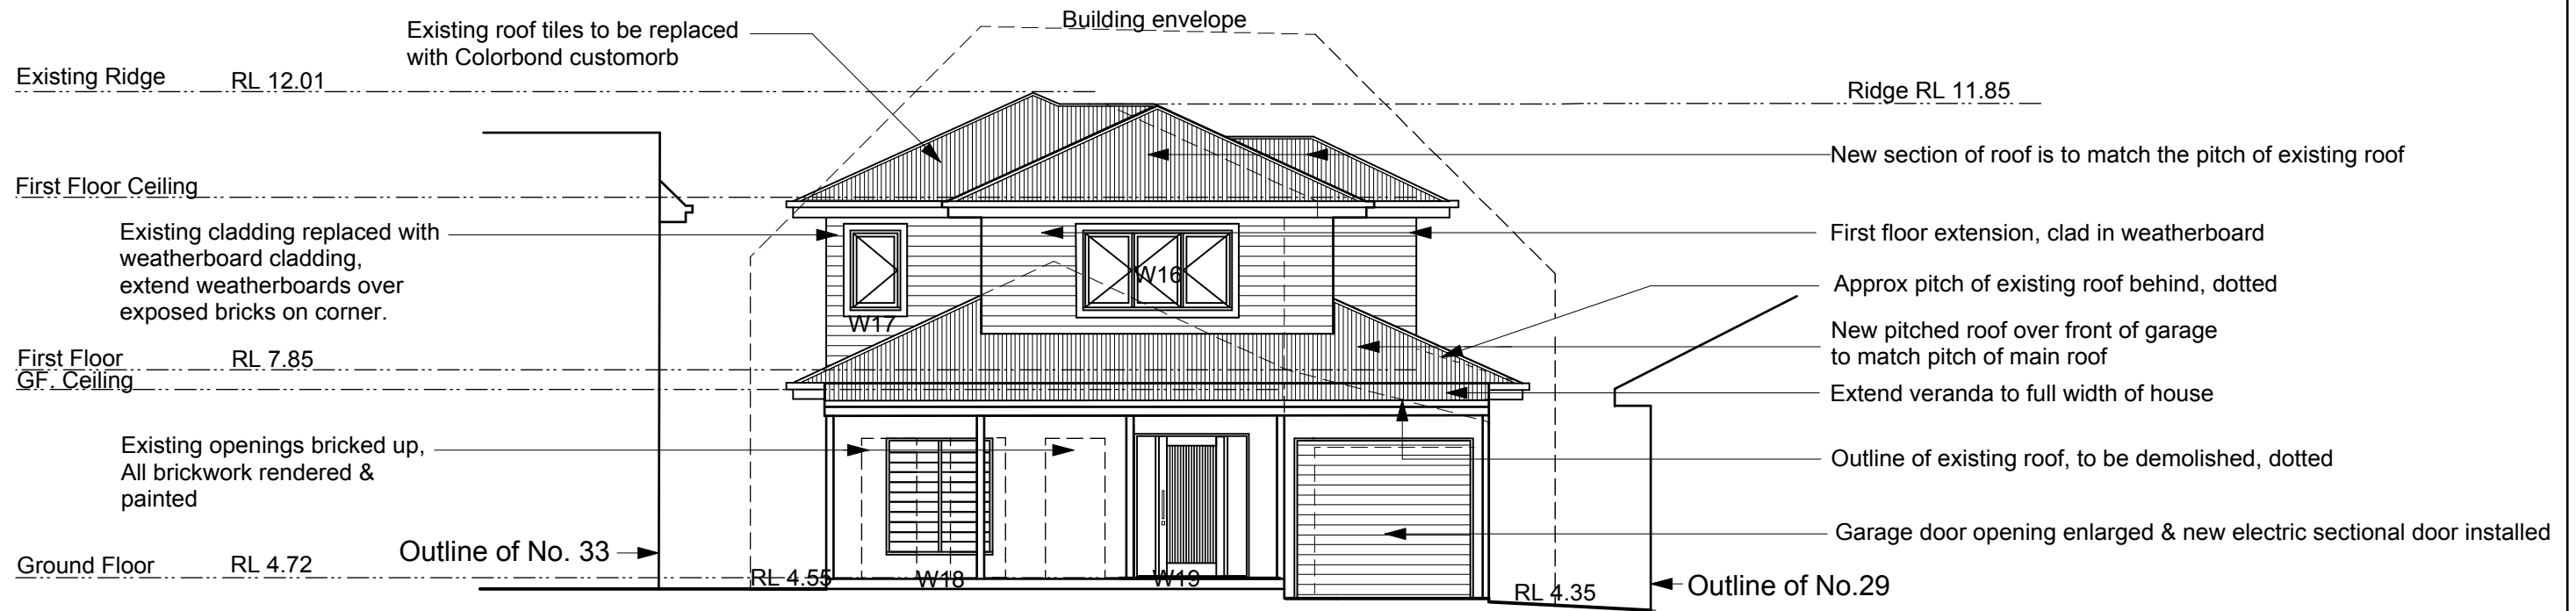 Building envelope
Existing roof tiles to be replaced
with Colorbond customorb
Existing Ridge RL 12.01
Ridge RL 11.85
New section of roof is to match the pitch of existing roof
First Floor Ceiling
Existing cladding replaced with
weatherboard cladding,
extend weatherboards over
exposed bricks on corner.
First floor extension, clad in weatherboard
W16
Approx pitch of existing roof behind, dotted
W17
New pitched roof over front of garage
to match pitch of main roof
First Floor RL 7.85
GF. Ceiling
Extend veranda to full width of house
Existing openings bricked up,
All brickwork rendered &
painted
Outline of existing roof, to be demolished, dotted
Garage door opening enlarged & new electric sectional door installed
Outline of No. 33
Ground Floor RL 4.72
RL 4.55
W18
W19
RL 4.35
Outline of No.29